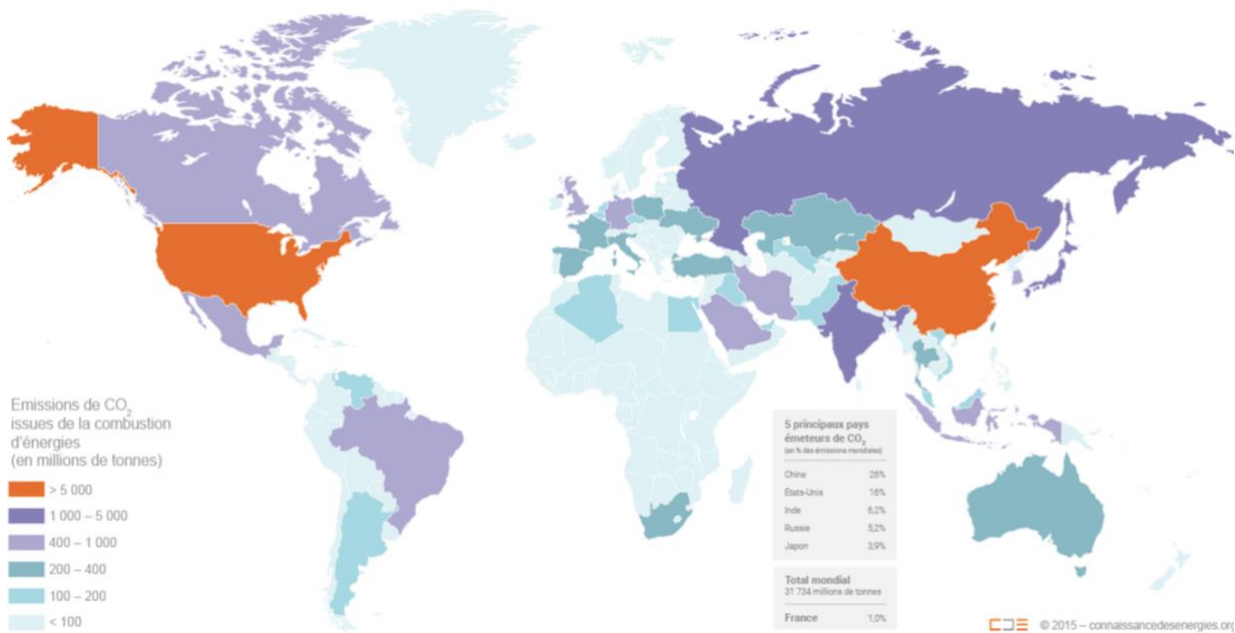 Emissions de CO2
issues de la combustion
d'énergies
(en millions de tonnes)
> 5 000
1 000 – 5 000
400 – 1 000
200 – 400
100 – 200
< 100
5 principaux pays
émeteurs de CO2
(en % des émissions mondiales)
Chine 26%
États-Unis 16%
Inde 6,2%
Russie 5,2%
Japon 3,9%
Total mondial
31 734 millions de tonnes
France 1,0%
CDE © 2015 – connaissancedesenergies.org